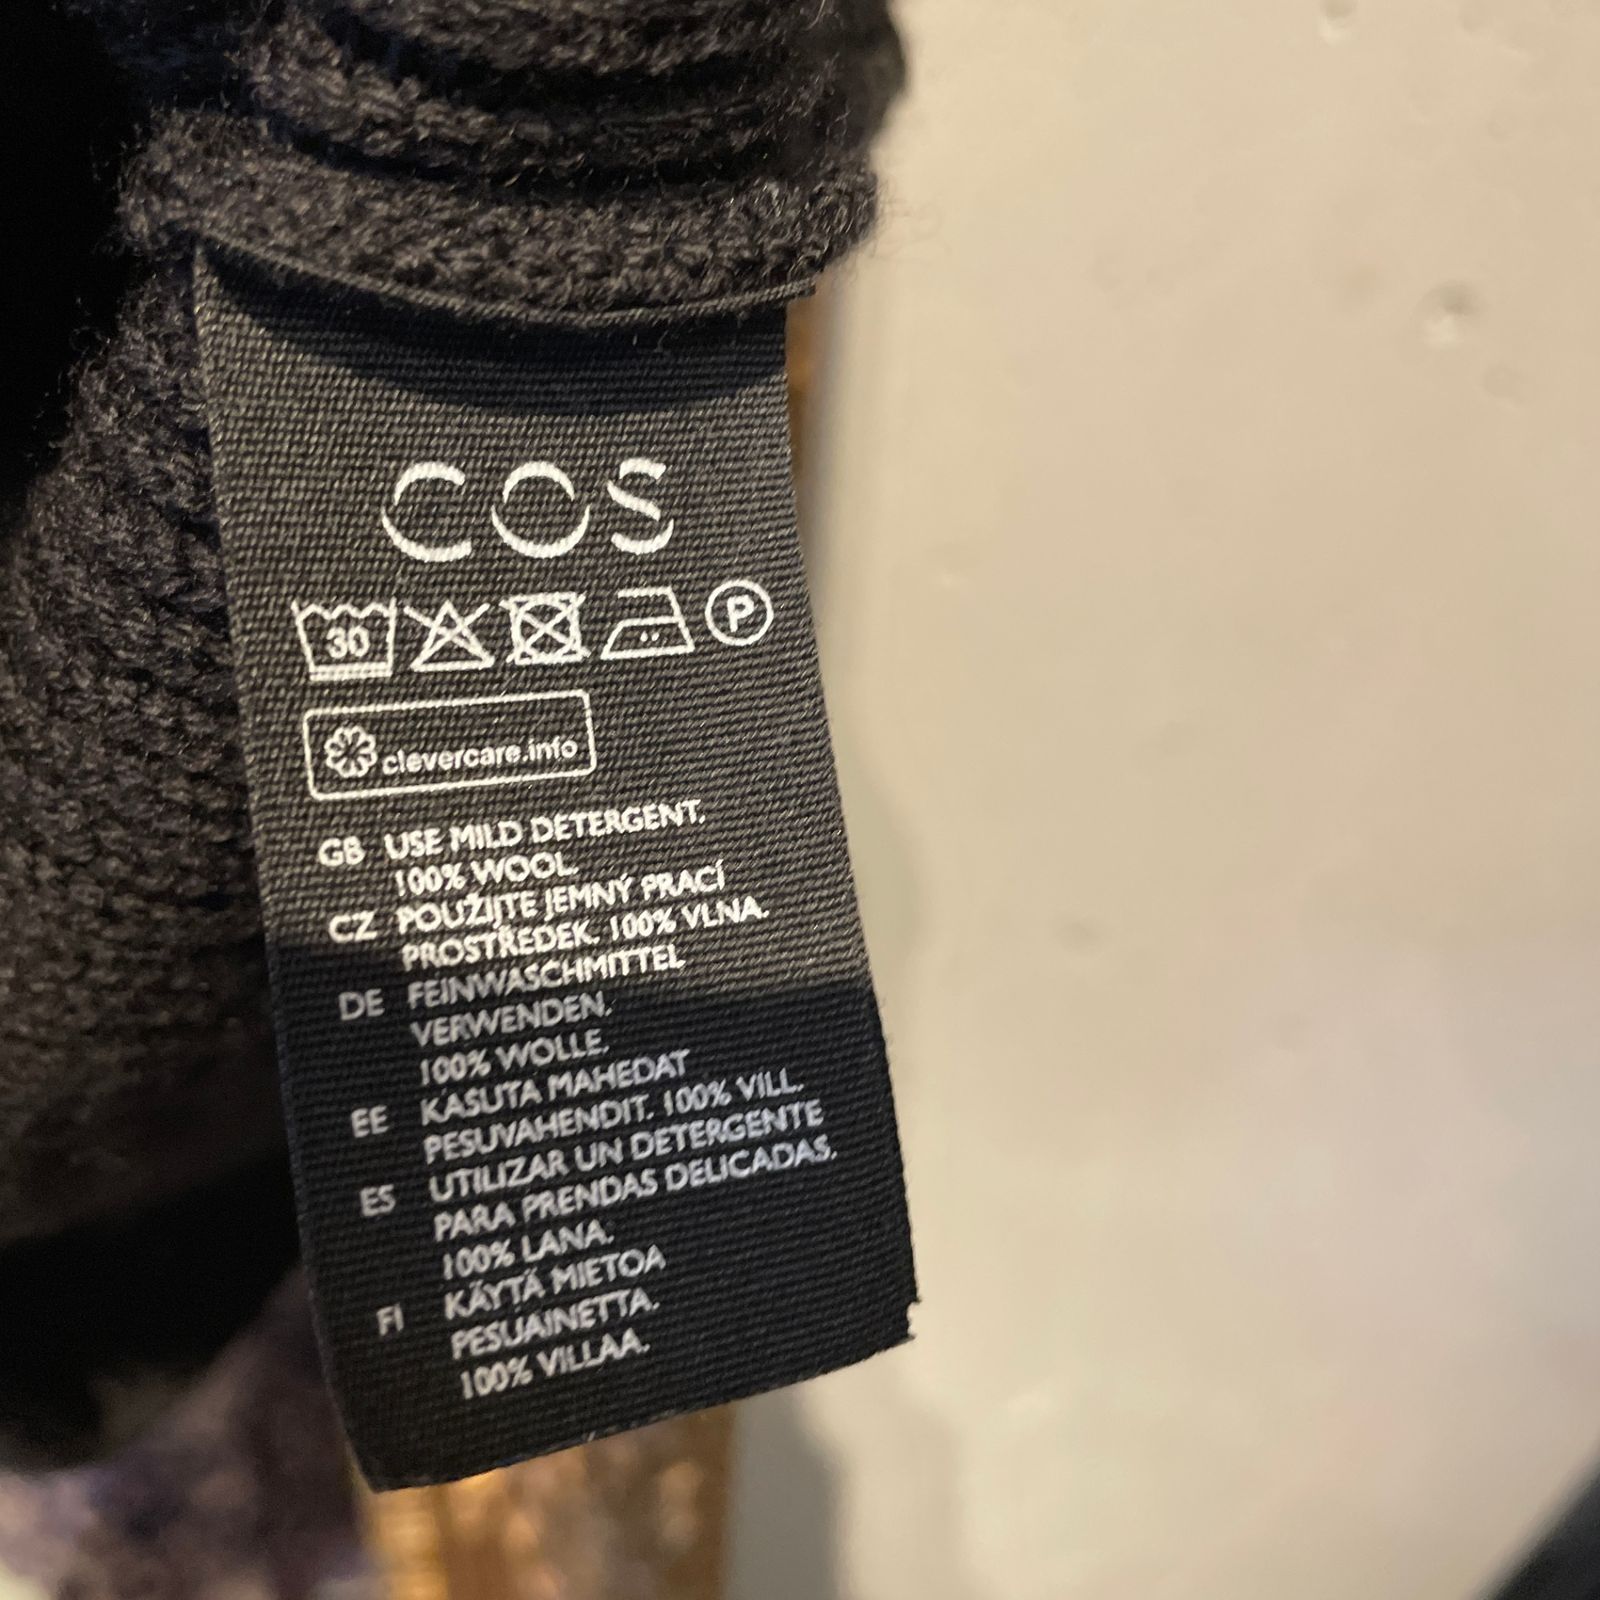 COS
30
P
clevercare.info
GB USE MILD DETERGENT.
100% WOOL.
CZ POUŽIJTE JEMNÝ PRACÍ
PROSTŘEDEK. 100% VLNA.
DE FEINWASCHMITTEL
VERWENDEN.
100% WOLLE.
EE KASUTA MAHEDAT
PESUVAHENDIT. 100% VILL.
ES UTILIZAR UN DETERGENTE
PARA PRENDAS DELICADAS.
100% LANA.
FI KÄYTÄ MIETOA
PESUAINETTA.
100% VILLAA.